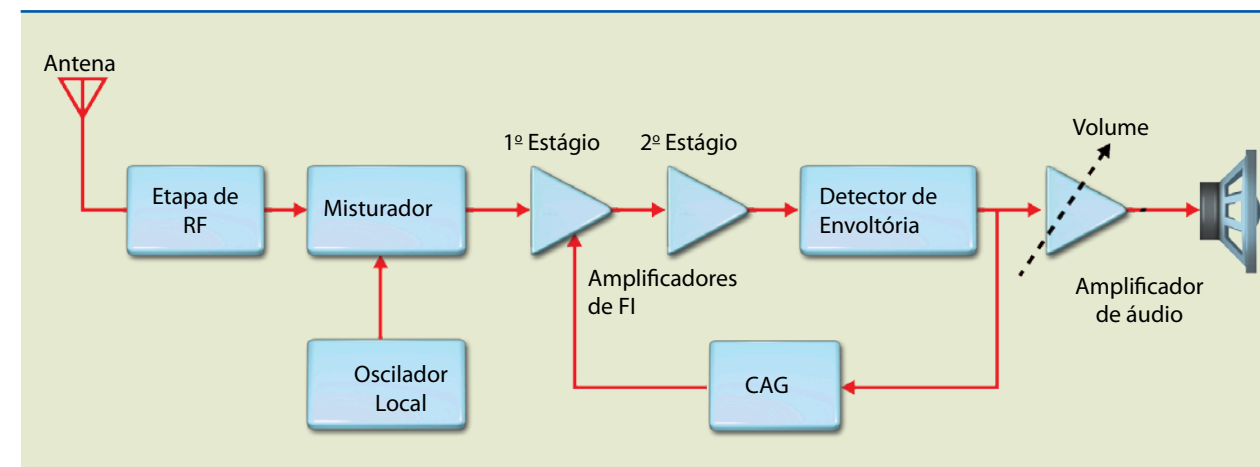 Antena
Etapa de
RF
Misturador
Oscilador
Local
1º Estágio
2º Estágio
Amplificadores
de FI
Detector de
Envoltória
CAG
Volume
Amplificador
de áudio